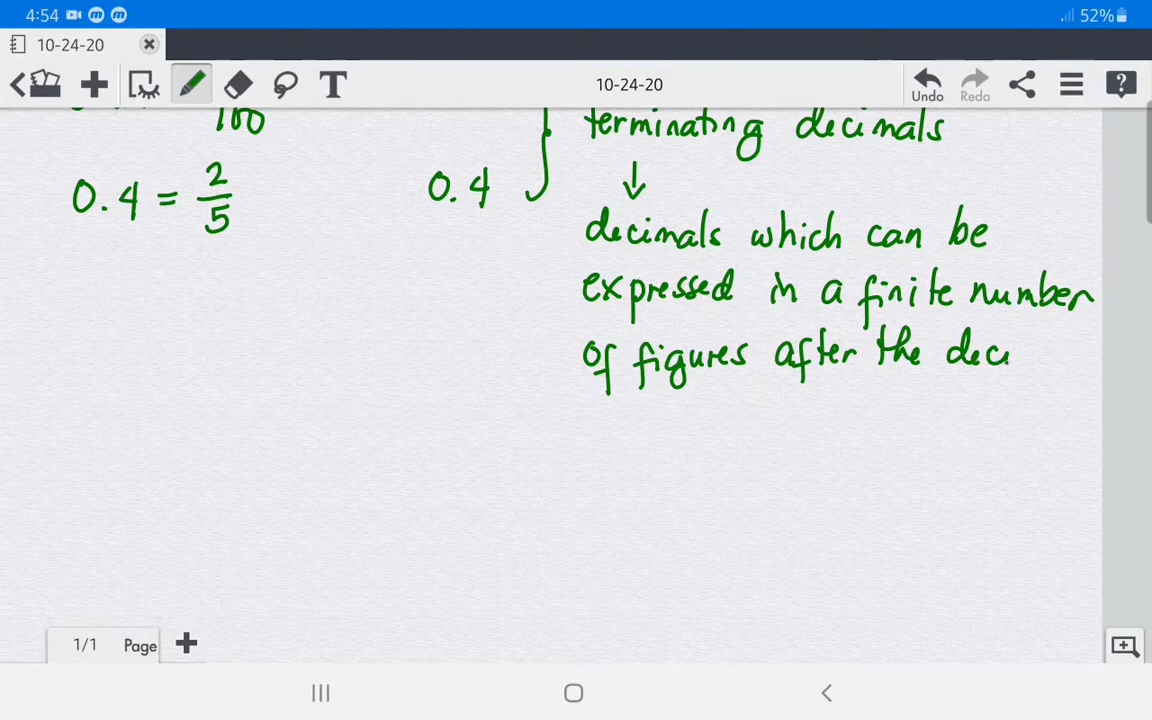 4:54 52%
10-24-20
10-24-20
Undo Redo
100
terminating decimals
0.4 = 2/5
0.4
decimals which can be
expressed in a finite number
of figures after the deci
1/1 Page